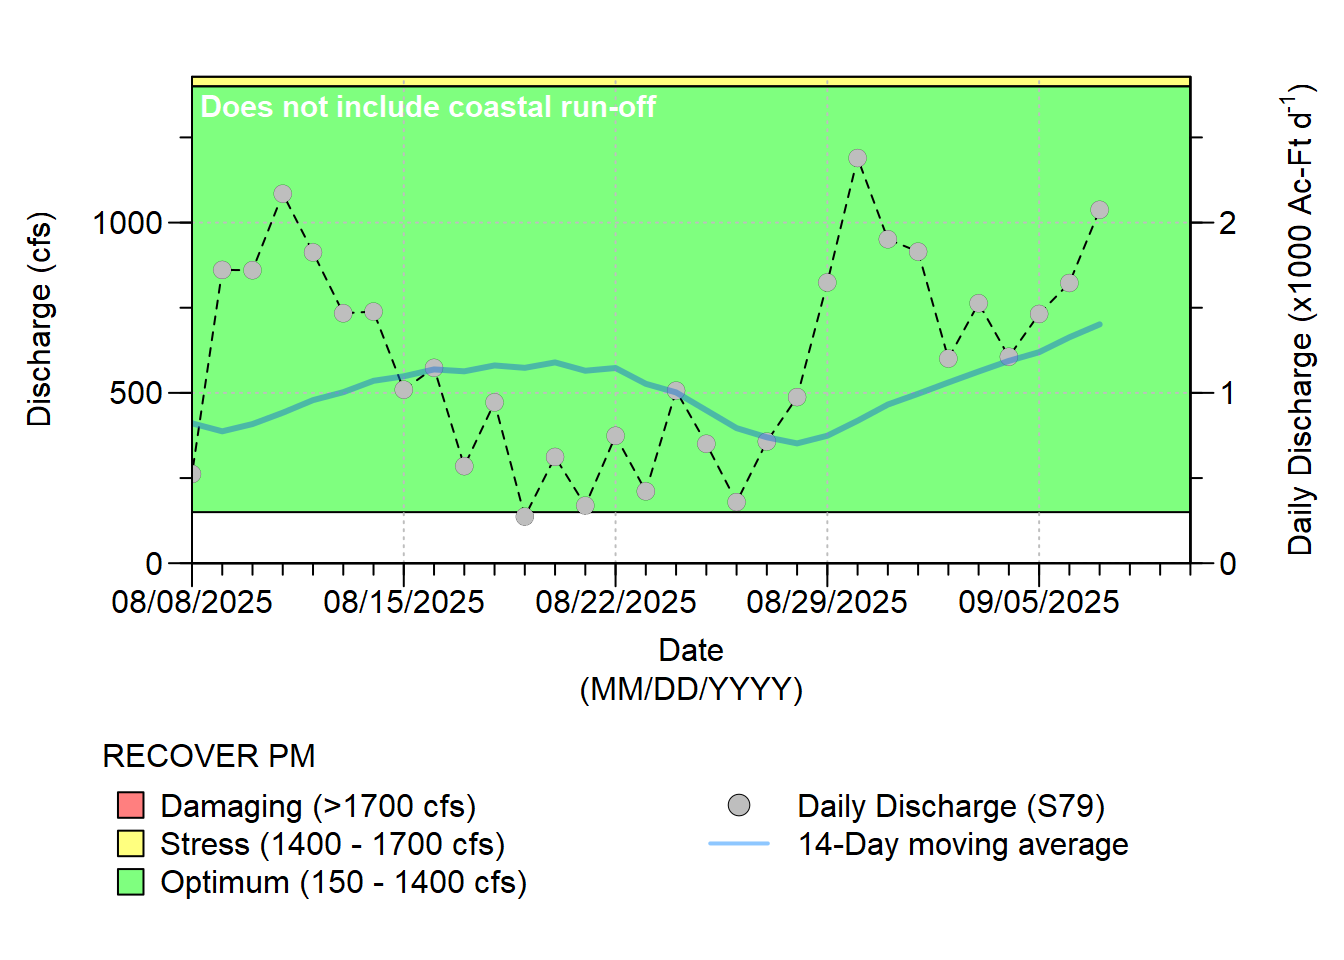 Does not include coastal run-off
Discharge (cfs)
1000
500
0
2
1
0
Daily Discharge (x1000 Ac-Ft d-1)
08/08/2025 08/15/2025 08/22/2025 08/29/2025 09/05/2025
Date
(MM/DD/YYYY)
RECOVER PM
Damaging (>1700 cfs)
Stress (1400 - 1700 cfs)
Optimum (150 - 1400 cfs)
Daily Discharge (S79)
14-Day moving average